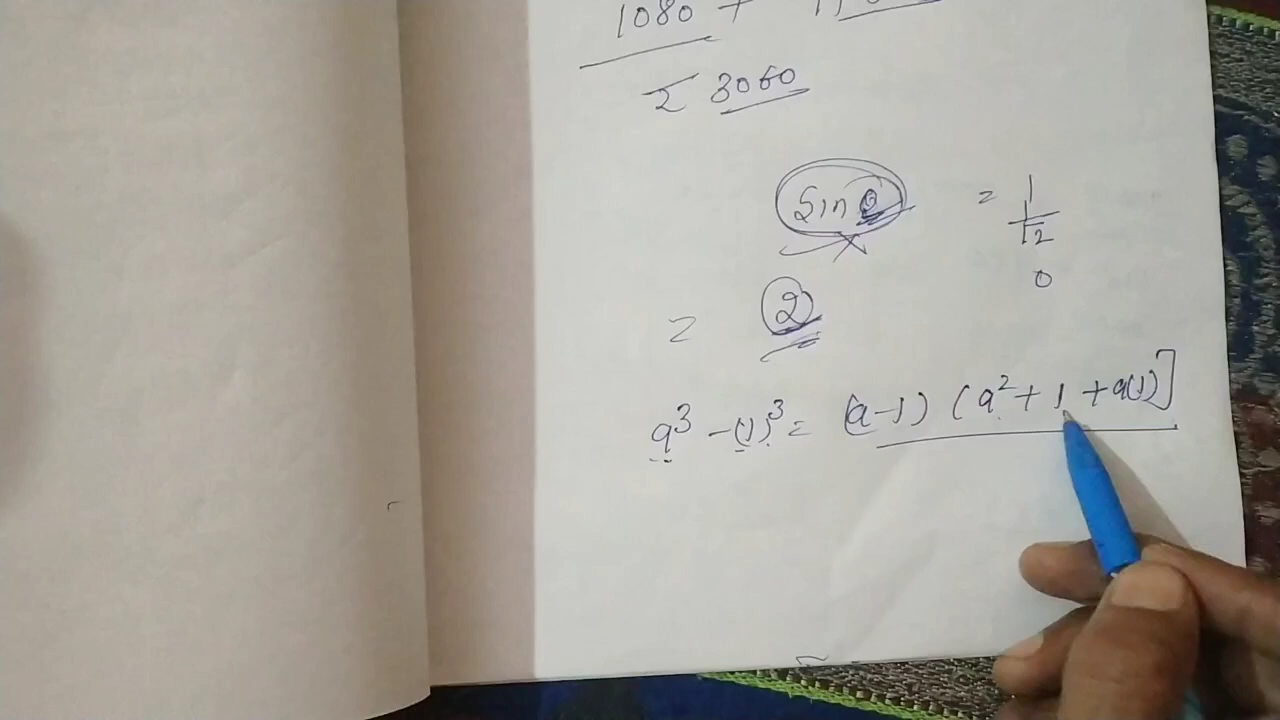 1080 +
= 3060
Sin θ = 1/√2
0
= 2
a³ - (1)³ = (a-1) (a² + 1 + a(1)]